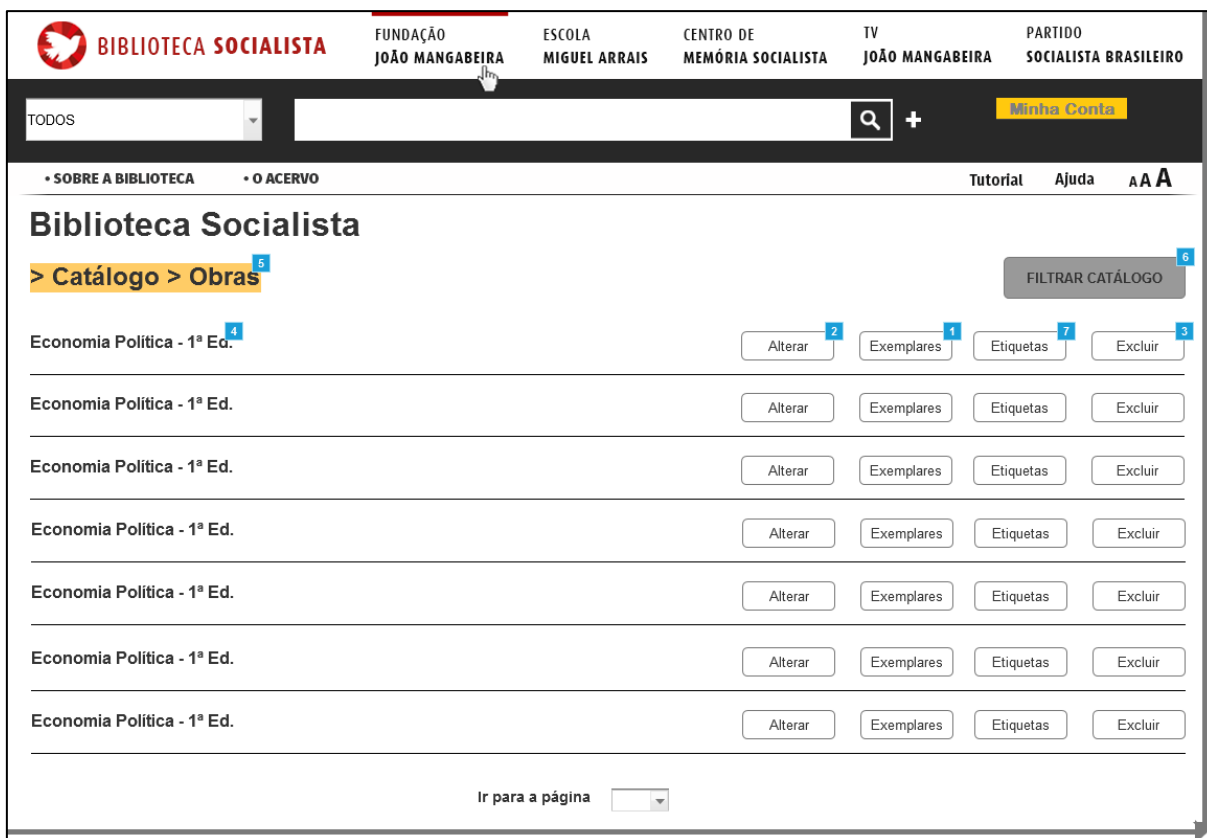 BIBLIOTECA SOCIALISTA
FUNDAÇÃO
JOÃO MANGABEIRA
ESCOLA
MIGUEL ARRAIS
CENTRO DE
MEMÓRIA SOCIALISTA
TV
JOÃO MANGABEIRA
PARTIDO
SOCIALISTA BRASILEIRO
TODOS
+
Minha Conta
• SOBRE A BIBLIOTECA
• O ACERVO
Tutorial
Ajuda
A A A
Biblioteca Socialista
> Catálogo > Obras 5
FILTRAR CATÁLOGO 6
Economia Política - 1ª Ed. 4 Alterar 2 Exemplares 1 Etiquetas 7 Excluir 3
Economia Política - 1ª Ed. Alterar Exemplares Etiquetas Excluir
Economia Política - 1ª Ed. Alterar Exemplares Etiquetas Excluir
Economia Política - 1ª Ed. Alterar Exemplares Etiquetas Excluir
Economia Política - 1ª Ed. Alterar Exemplares Etiquetas Excluir
Economia Política - 1ª Ed. Alterar Exemplares Etiquetas Excluir
Economia Política - 1ª Ed. Alterar Exemplares Etiquetas Excluir
Ir para a página